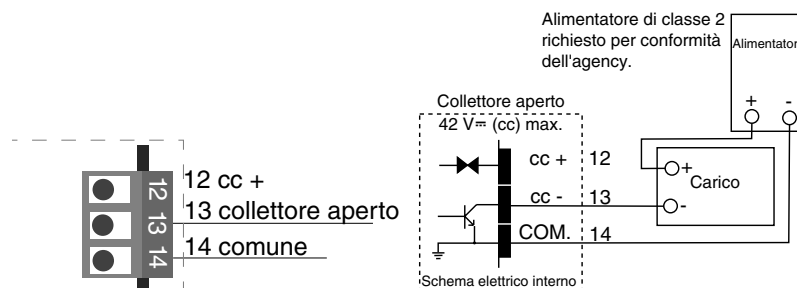 Alimentatore di classe 2
richiesto per conformità
dell'agency.
Alimentator
+ -
Collettore aperto
42 V⎓ (cc) max.
cc + 12
cc - 13
COM. 14
+
Carico
-
Schema elettrico interno
12 12 cc +
13 13 collettore aperto
14 14 comune